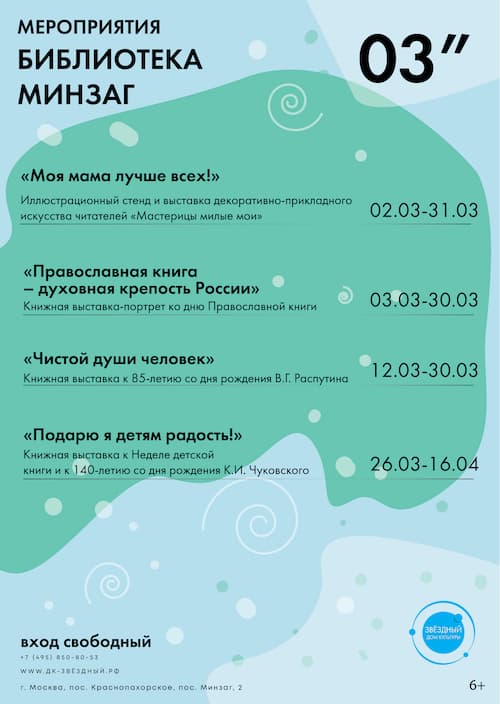 МЕРОПРИЯТИЯ
БИБЛИОТЕКА
МИНЗАГ
03″
«Моя мама лучше всех!»
Иллюстрационный стенд и выставка декоративно-прикладного
искусства читателей «Мастерицы милые мои»
02.03-31.03
«Православная книга
– духовная крепость России»
Книжная выставка-портрет ко дню Православной книги
03.03-30.03
«Чистой души человек»
Книжная выставка к 85-летию со дня рождения В.Г. Распутина
12.03-30.03
«Подарю я детям радость!»
Книжная выставка к Неделе детской
книги и к 140-летию со дня рождения К.И. Чуковского
26.03-16.04
ЗВЁЗДНЫЙ
ДОМ КУЛЬТУРЫ
вход свободный
+7 (495) 850-80-53
WWW.ДК-ЗВЁЗДНЫЙ.РФ
г. Москва, пос. Краснопахорское, пос. Минзаг, 2
6+